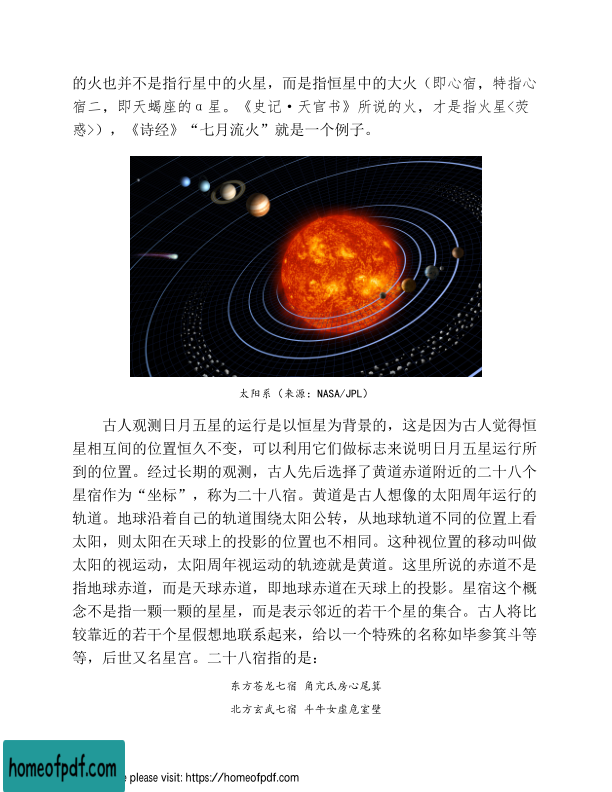 的火也并不是指行星中的火星，而是指恒星中的大火（即心宿，特指心
宿二，即天蝎座的α星。《史记·天官书》所说的火，才是指火星<荧
惑>），《诗经》“七月流火”就是一个例子。
太阳系（来源：NASA/JPL）
古人观测日月五星的运行是以恒星为背景的，这是因为古人觉得恒
星相互间的位置恒久不变，可以利用它们做标志来说明日月五星运行所
到的位置。经过长期的观测，古人先后选择了黄道赤道附近的二十八个
星宿作为“坐标”，称为二十八宿。黄道是古人想像的太阳周年运行的
轨道。地球沿着自己的轨道围绕太阳公转，从地球轨道不同的位置上看
太阳，则太阳在天球上的投影的位置也不相同。这种视位置的移动叫做
太阳的视运动，太阳周年视运动的轨迹就是黄道。这里所说的赤道不是
指地球赤道，而是天球赤道，即地球赤道在天球上的投影。星宿这个概
念不是指一颗一颗的星星，而是表示邻近的若干个星的集合。古人将比
较靠近的若干个星假想地联系起来，给以一个特殊的名称如毕参箕斗等
等，后世又名星宫。二十八宿指的是：
东方苍龙七宿 角亢氐房心尾箕
北方玄武七宿 斗牛女虚危室壁
homeofpdf.com
e please visit: https://homeofpdf.com